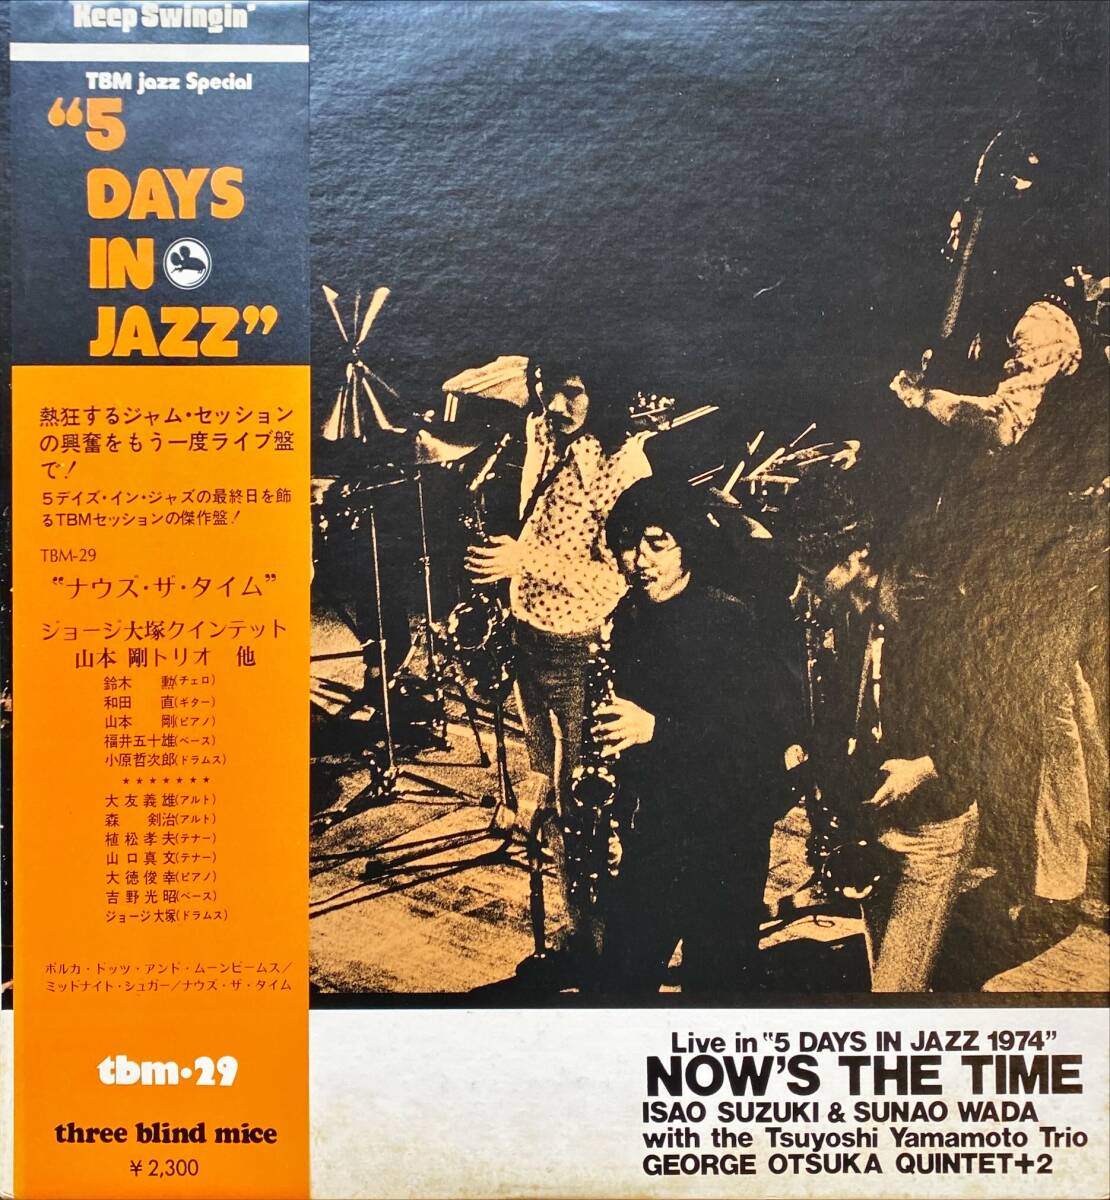 Keep Swingin'
TBM jazz Special
“5
DAYS
IN
JAZZ”
熱狂するジャム・セッション
の興奮をもう一度ライブ盤
で！
5デイズ・イン・ジャズの最終日を飾
るTBMセッションの傑作盤！
TBM-29
“ナウズ・ザ・タイム”
ジョージ大塚クインテット
山本 剛トリオ 他
鈴木 勲(チェロ)
和田 直(ギター)
山本 剛(ピアノ)
福井五十雄(ベース)
小原哲次郎(ドラムス)
★★★★★★★
大友義雄(アルト)
森 剣治(アルト)
植松孝夫(テナー)
山口真文(テナー)
大徳俊幸(ピアノ)
吉野光昭(ベース)
ジョージ大塚(ドラムス)
ポルカ・ドッツ・アンド・ムーンビームス／
ミッドナイト・シュガー／ナウズ・ザ・タイム
tbm・29
three blind mice
¥2,300
Live in “5 DAYS IN JAZZ 1974”
NOW'S THE TIME
ISAO SUZUKI & SUNAO WADA
with the Tsuyoshi Yamamoto Trio
GEORGE OTSUKA QUINTET+2